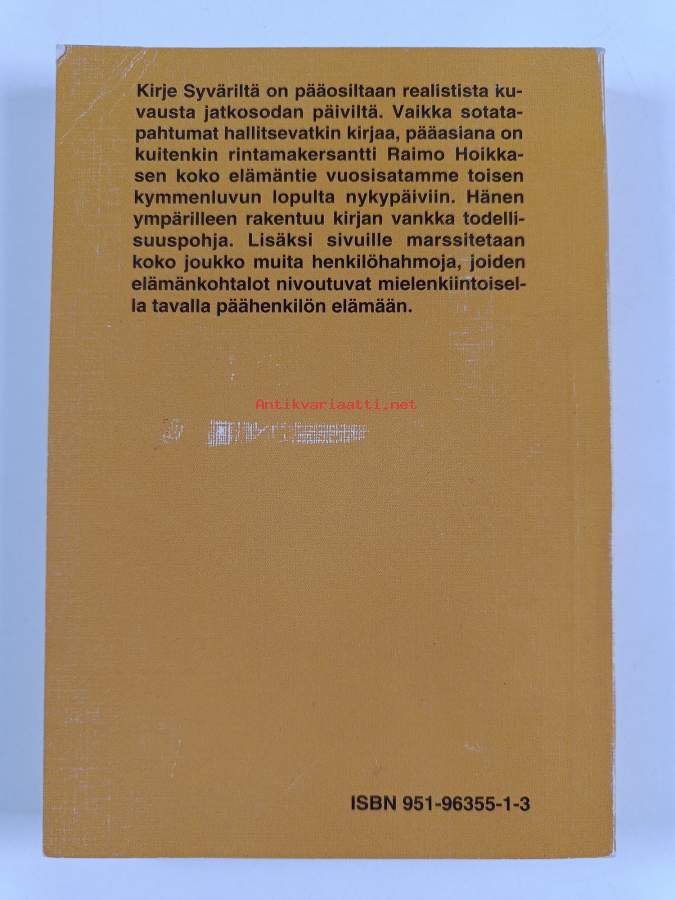 Kirje Syväriltä on pääosiltaan realistista ku-
vausta jatkosodan päiviltä. Vaikka sotata-
pahtumat hallitsevatkin kirjaa, pääasiana on
kuitenkin rintamakersantti Raimo Hoikka-
sen koko elämäntie vuosisatamme toisen
kymmenluvun lopulta nykypäiviin. Hänen
ympärilleen rakentuu kirjan vankka todelli-
suuspohja. Lisäksi sivuille marssitetaan
koko joukko muita henkilöhahmoja, joiden
elämänkohtalot nivoutuvat mielenkiintoisel-
la tavalla päähenkilön elämään.
Antikvariaatti.net
ISBN 951-96355-1-3